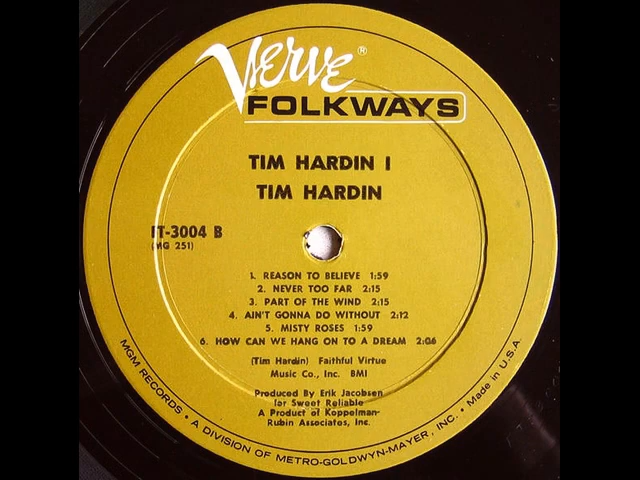 Verve®
FOLKWAYS
TIM HARDIN I
TIM HARDIN
FT-3004 B
(MG 251)
1. REASON TO BELIEVE 1:59
2. NEVER TOO FAR 2:15
3. PART OF THE WIND 2:15
4. AIN'T GONNA DO WITHOUT 2:12
5. MISTY ROSES 1:59
6. HOW CAN WE HANG ON TO A DREAM 2:06
(Tim Hardin) Faithful Virtue
Music Co., Inc. BMI
Produced By Erik Jacobsen
for Sweet Reliable
A Product of Koppelman-
Rubin Associates, Inc.
MGM RECORDS • A DIVISION OF METRO-GOLDWYN-MAYER, INC. • Made in U.S.A.